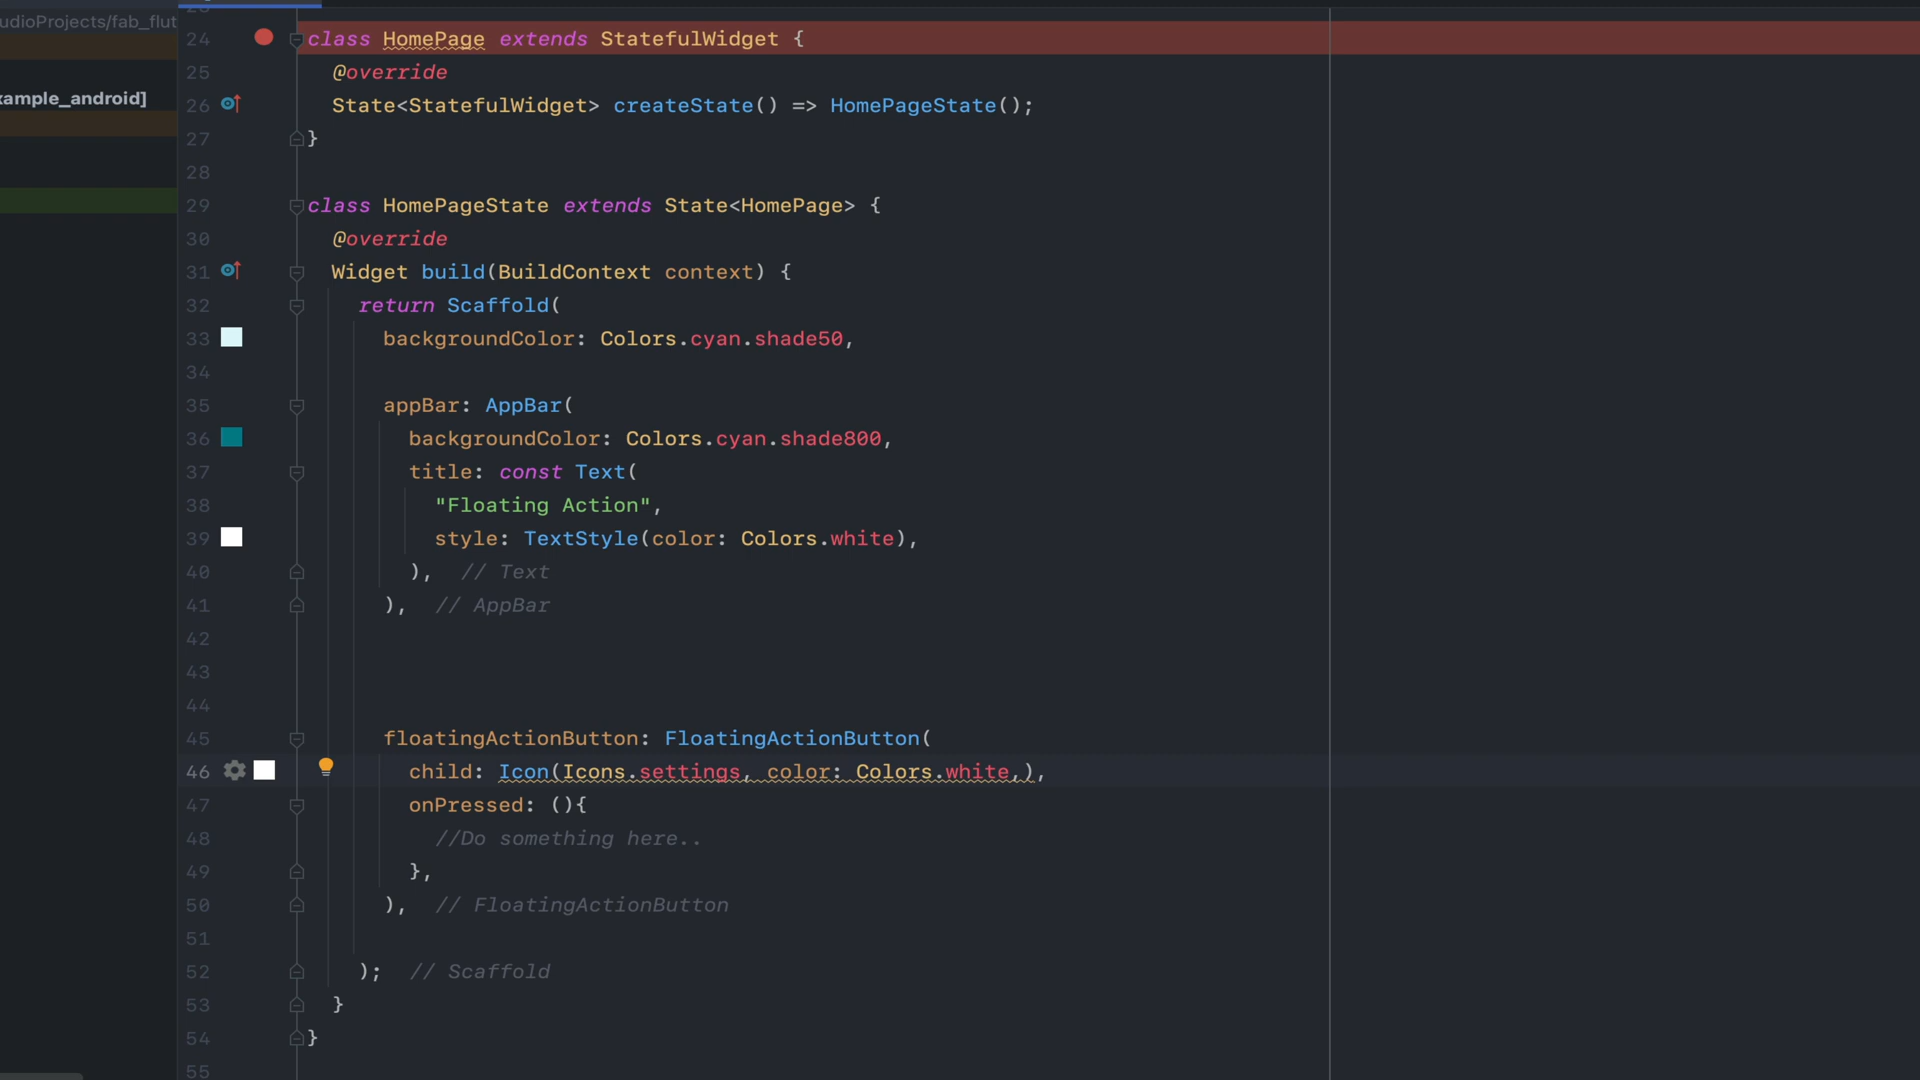 udioProjects/fab_flut
xample_android]
24 class HomePage extends StatefulWidget {
25 @override
26 State<StatefulWidget> createState() => HomePageState();
27 }
28
29 class HomePageState extends State<HomePage> {
30 @override
31 Widget build(BuildContext context) {
32 return Scaffold(
33 backgroundColor: Colors.cyan.shade50,
34
35 appBar: AppBar(
36 backgroundColor: Colors.cyan.shade800,
37 title: const Text(
38 "Floating Action",
39 style: TextStyle(color: Colors.white),
40 ), // Text
41 ), // AppBar
42
43
44
45 floatingActionButton: FloatingActionButton(
46 child: Icon(Icons.settings, color: Colors.white,),
47 onPressed: (){
48 //Do something here..
49 },
50 ), // FloatingActionButton
51
52 ); // Scaffold
53 }
54 }
55